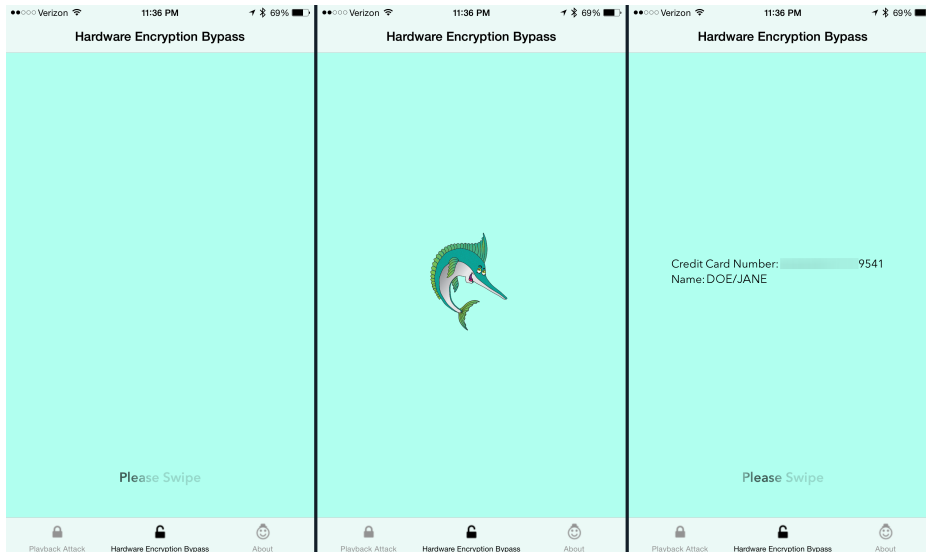 Verizon 11:36 PM 69%
Hardware Encryption Bypass
Please Swipe
Playback Attack Hardware Encryption Bypass About
Verizon 11:36 PM 69%
Hardware Encryption Bypass
Playback Attack Hardware Encryption Bypass About
Verizon 11:36 PM 69%
Hardware Encryption Bypass
Credit Card Number: 9541
Name: DOE/JANE
Please Swipe
Playback Attack Hardware Encryption Bypass About